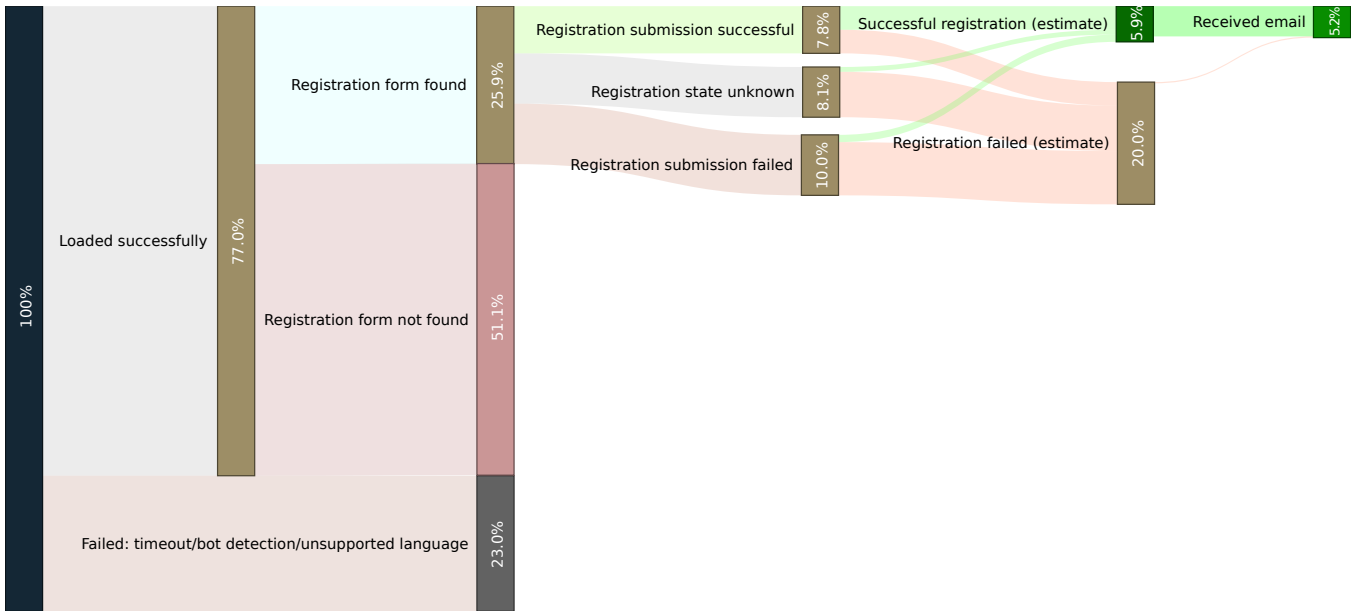 100%
Loaded successfully
77.0%
Registration form found
25.9%
Registration form not found
51.1%
Failed: timeout/bot detection/unsupported language
23.0%
Registration submission successful
7.8%
Registration state unknown
8.1%
Registration submission failed
10.0%
Successful registration (estimate)
5.9%
Registration failed (estimate)
20.0%
Received email
5.2%